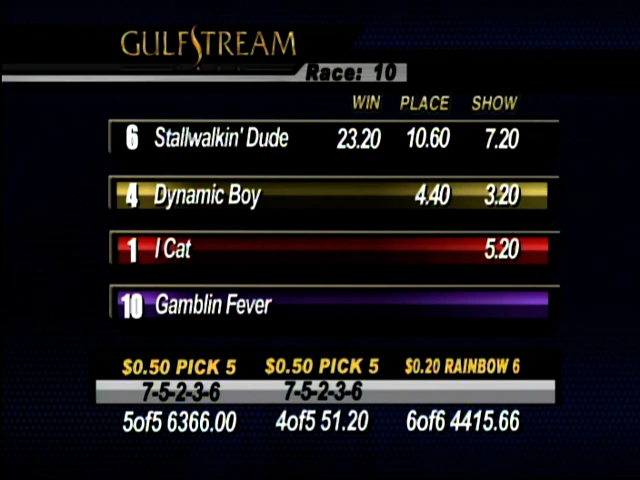 GULFSTREAM
Race: 10
WIN PLACE SHOW
6 Stallwalkin' Dude 23.20 10.60 7.20
4 Dynamic Boy 4.40 3.20
1 I Cat 5.20
10 Gamblin Fever
$0.50 PICK 5 $0.50 PICK 5 $0.20 RAINBOW 6
7-5-2-3-6 7-5-2-3-6
5of5 6366.00 4of5 51.20 6of6 4415.66